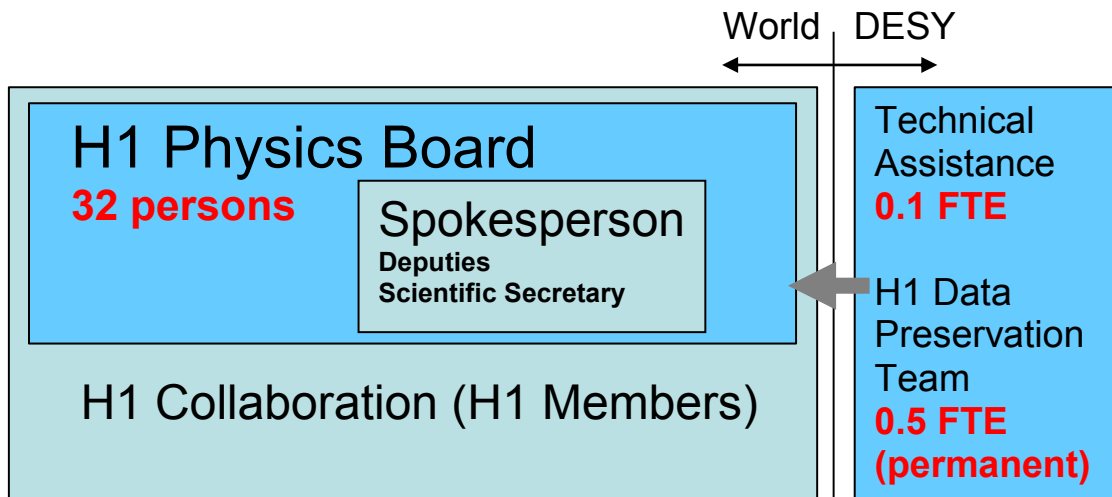 World DESY
H1 Physics Board
32 persons
Spokesperson
Deputies
Scientific Secretary
H1 Collaboration (H1 Members)
Technical
Assistance
0.1 FTE
H1 Data
Preservation
Team
0.5 FTE
(permanent)